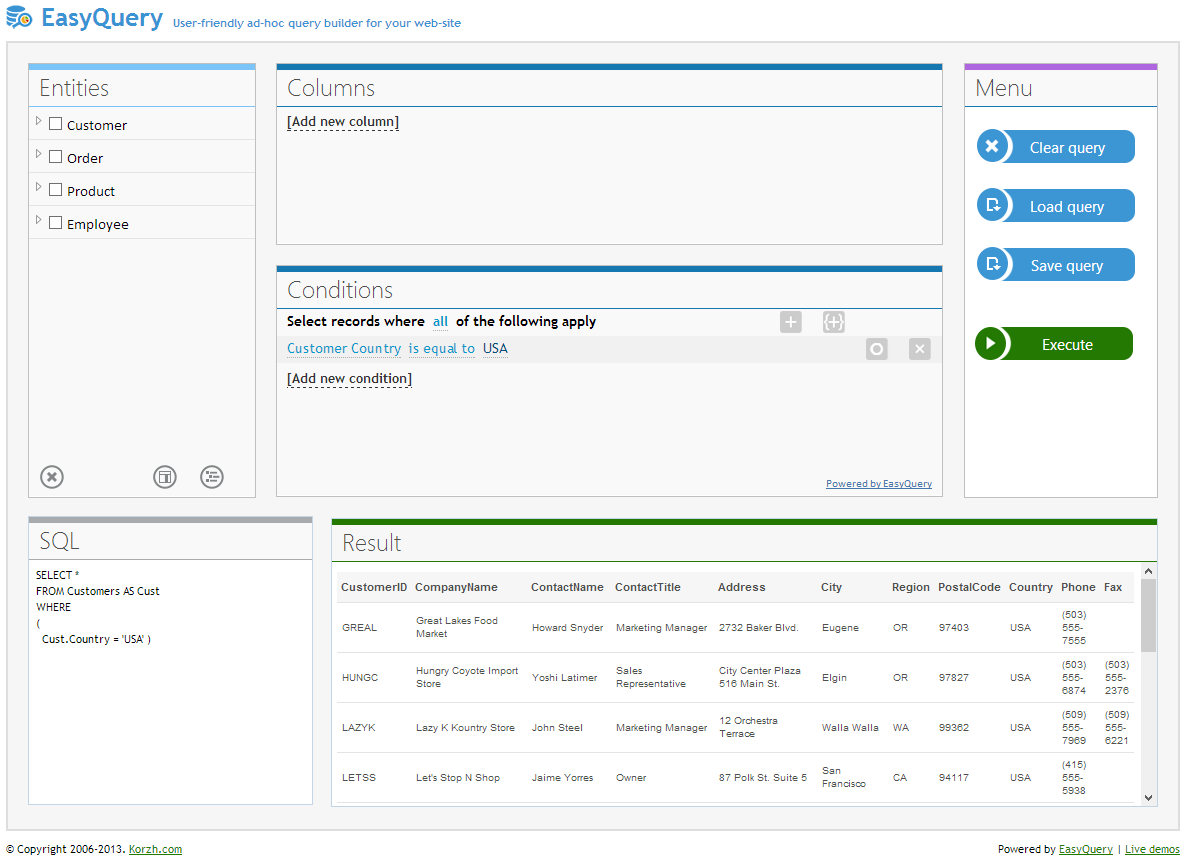 EasyQuery User-friendly ad-hoc query builder for your web-site
Entities
Customer
Order
Product
Employee
Columns
[Add new column]
Conditions
Select records where all of the following apply
Customer Country is equal to USA
[Add new condition]
Powered by EasyQuery
Menu
Clear query
Load query
Save query
Execute
SQL
SELECT *
FROM Customers AS Cust
WHERE
(
Cust.Country = 'USA' )
Result
CustomerID CompanyName ContactName ContactTitle Address City Region PostalCode Country Phone Fax
GREAL Great Lakes Food Market Howard Snyder Marketing Manager 2732 Baker Blvd. Eugene OR 97403 USA (503) 555-7555
HUNGC Hungry Coyote Import Store Yoshi Latimer Sales Representative City Center Plaza 516 Main St. Elgin OR 97827 USA (503) 555-6874 (503) 555-2376
LAZYK Lazy K Kountry Store John Steel Marketing Manager 12 Orchestra Terrace Walla Walla WA 99362 USA (509) 555-7969 (509) 555-6221
LETSS Let's Stop N Shop Jaime Yorres Owner 87 Polk St. Suite 5 San Francisco CA 94117 USA (415) 555-5938
© Copyright 2006-2013. Korzh.com
Powered by EasyQuery | Live demos